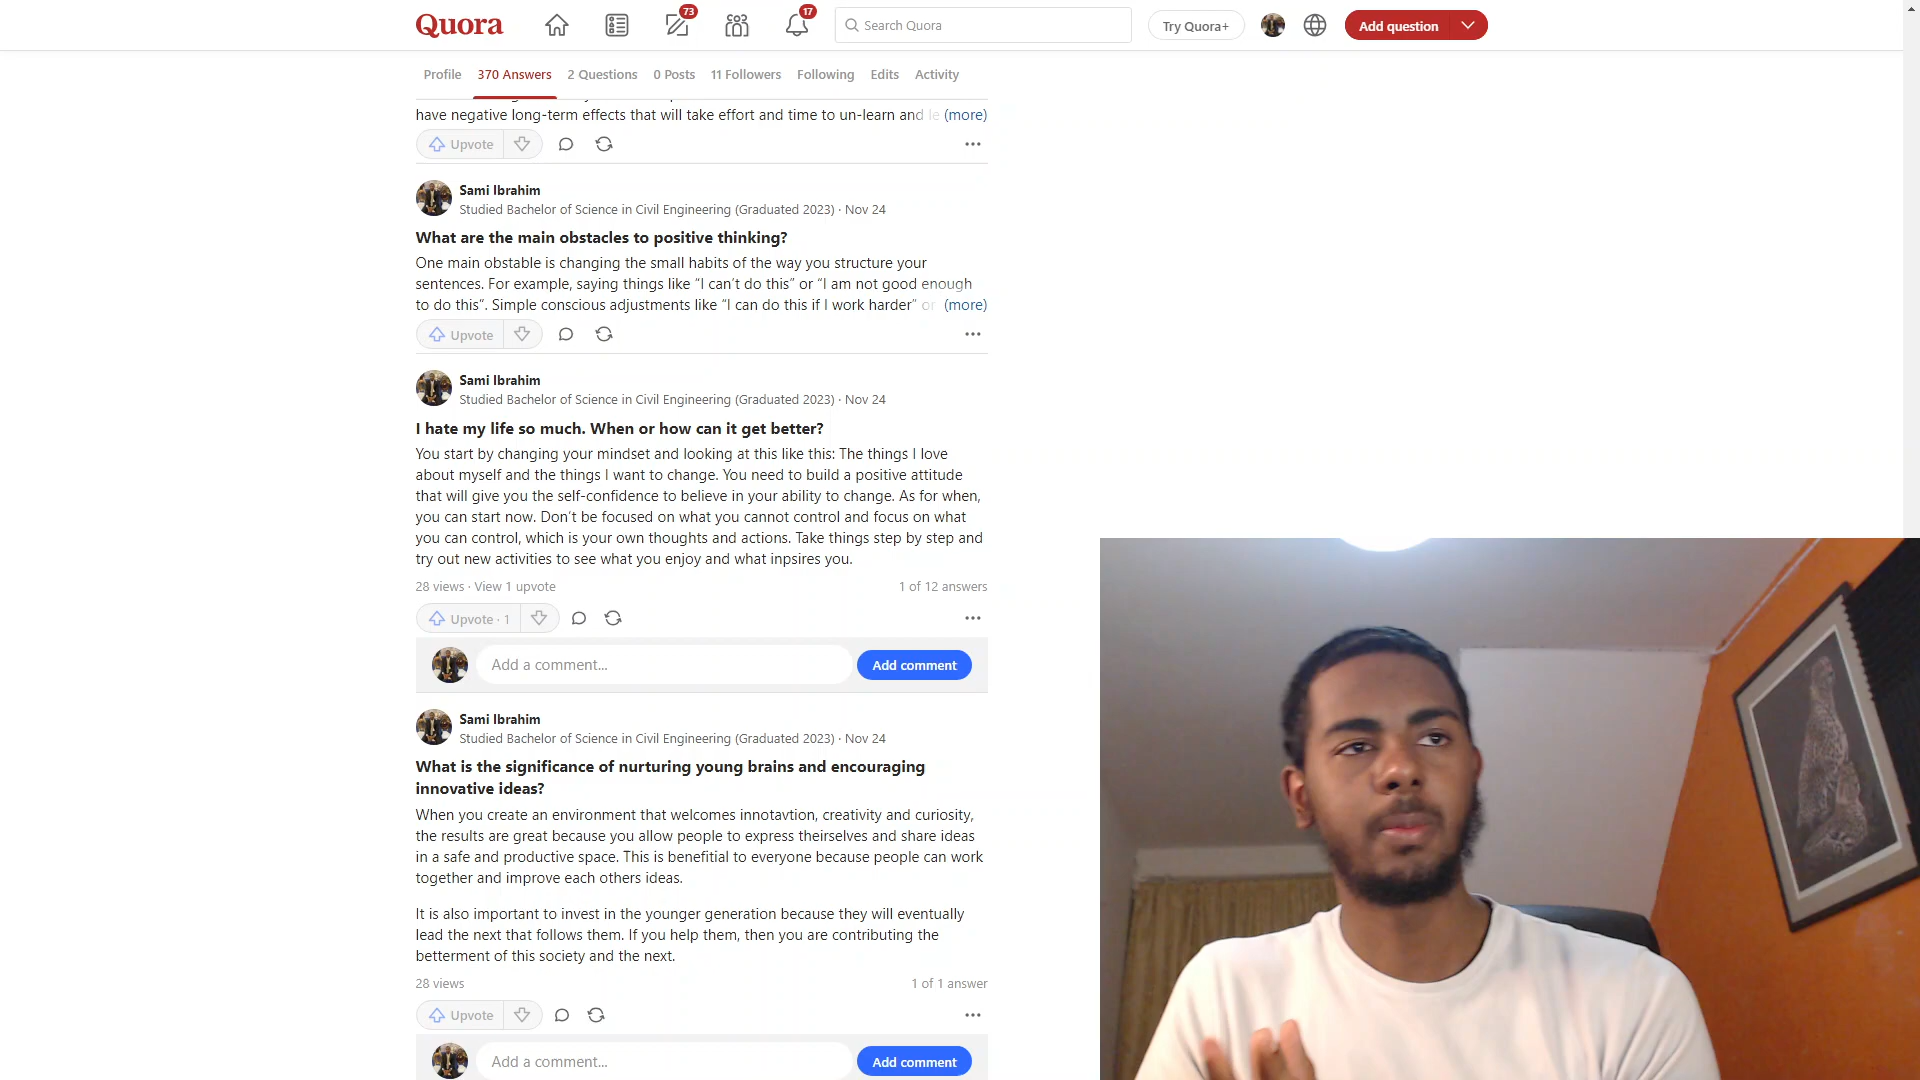 Quora
73
17
Search Quora
Try Quora+
Add question
Profile
370 Answers
2 Questions
0 Posts
11 Followers
Following
Edits
Activity
have negative long-term effects that will take effort and time to un-learn and le (more)
Upvote
Sami Ibrahim
Studied Bachelor of Science in Civil Engineering (Graduated 2023) · Nov 24
What are the main obstacles to positive thinking?
One main obstable is changing the small habits of the way you structure your
sentences. For example, saying things like “I can’t do this” or “I am not good enough
to do this”. Simple conscious adjustments like “I can do this if I work harder” or (more)
Upvote
Sami Ibrahim
Studied Bachelor of Science in Civil Engineering (Graduated 2023) · Nov 24
I hate my life so much. When or how can it get better?
You start by changing your mindset and looking at this like this: The things I love
about myself and the things I want to change. You need to build a positive attitude
that will give you the self-confidence to believe in your ability to change. As for when,
you can start now. Don’t be focused on what you cannot control and focus on what
you can control, which is your own thoughts and actions. Take things step by step and
try out new activities to see what you enjoy and what inpsires you.
28 views · View 1 upvote
1 of 12 answers
Upvote · 1
Add a comment...
Add comment
Sami Ibrahim
Studied Bachelor of Science in Civil Engineering (Graduated 2023) · Nov 24
What is the significance of nurturing young brains and encouraging
innovative ideas?
When you create an environment that welcomes innotavtion, creativity and curiosity,
the results are great because you allow people to express theirselves and share ideas
in a safe and productive space. This is benefitial to everyone because people can work
together and improve each others ideas.
It is also important to invest in the younger generation because they will eventually
lead the next that follows them. If you help them, then you are contributing the
betterment of this society and the next.
28 views
1 of 1 answer
Upvote
Add a comment...
Add comment